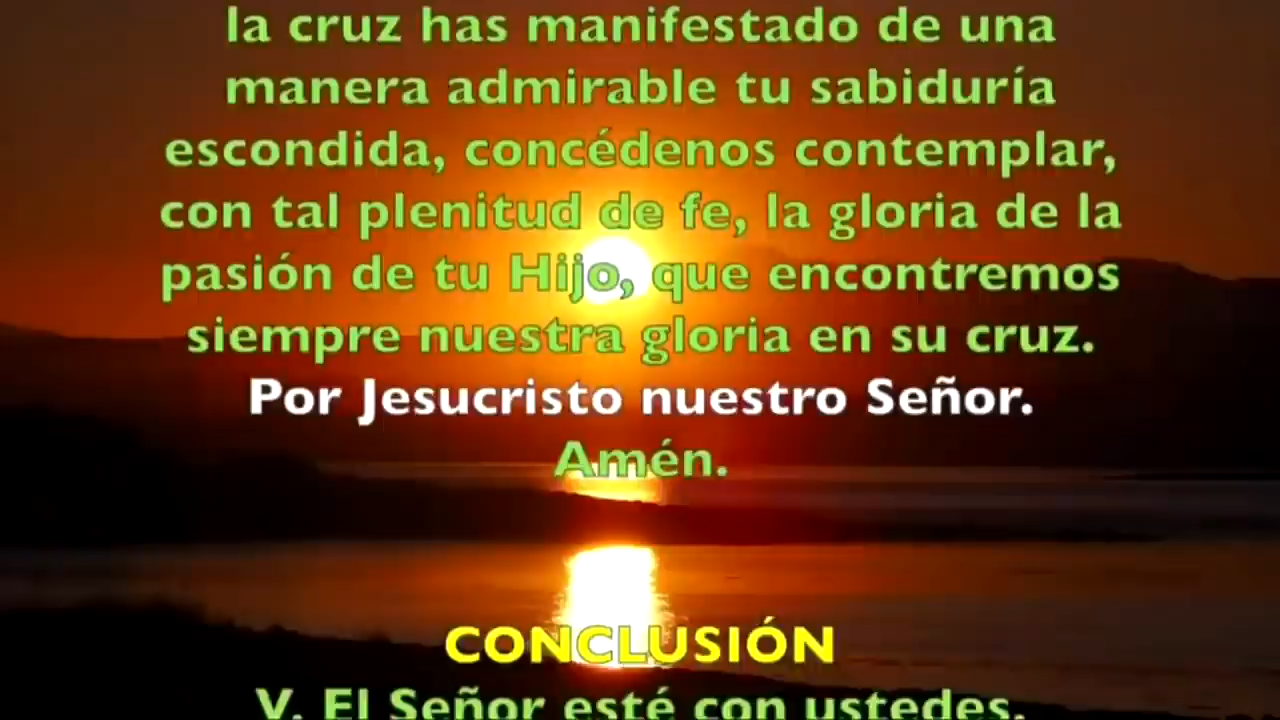 la cruz has manifestado de una
manera admirable tu sabiduría
escondida, concédenos contemplar,
con tal plenitud de fe, la gloria de la
pasión de tu Hijo, que encontremos
siempre nuestra gloria en su cruz.
Por Jesucristo nuestro Señor.
Amén.
CONCLUSIÓN
V. El Señor esté con ustedes.